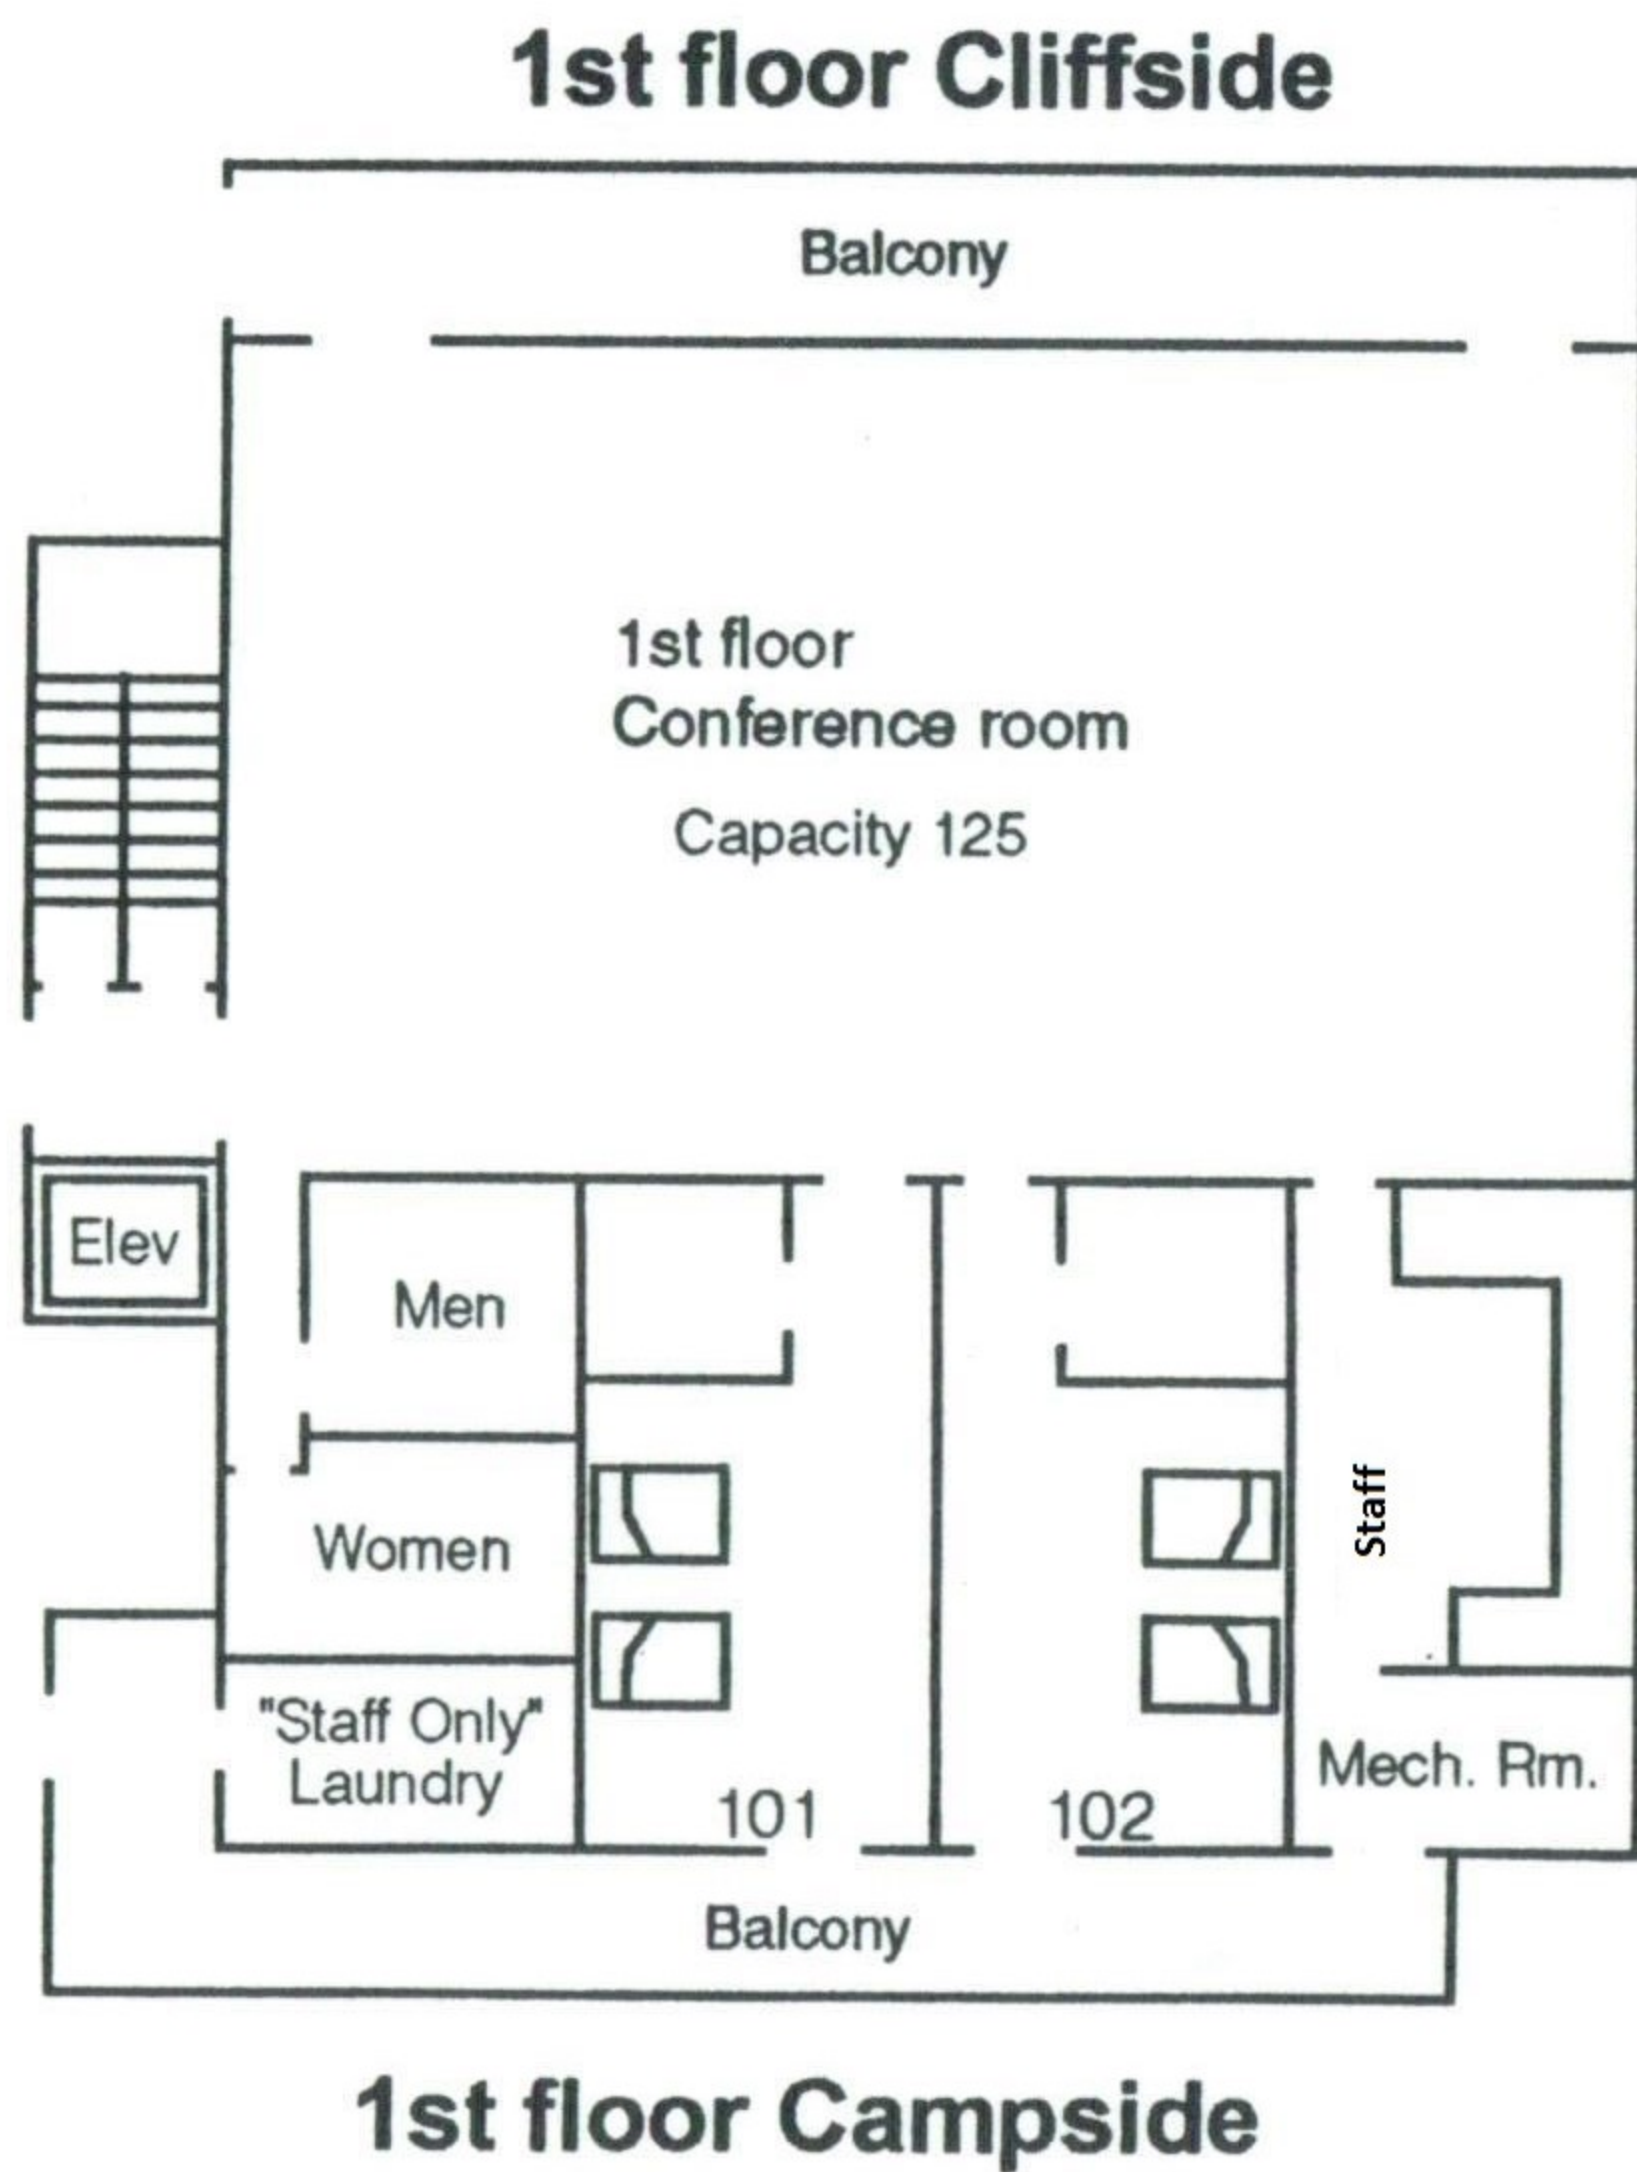 1st floor Cliffside
Balcony
1st floor
Conference room
Capacity 125
Elev
Men
Women
Staff
"Staff Only"
Laundry
Mech. Rm.
101
102
Balcony
1st floor Campside